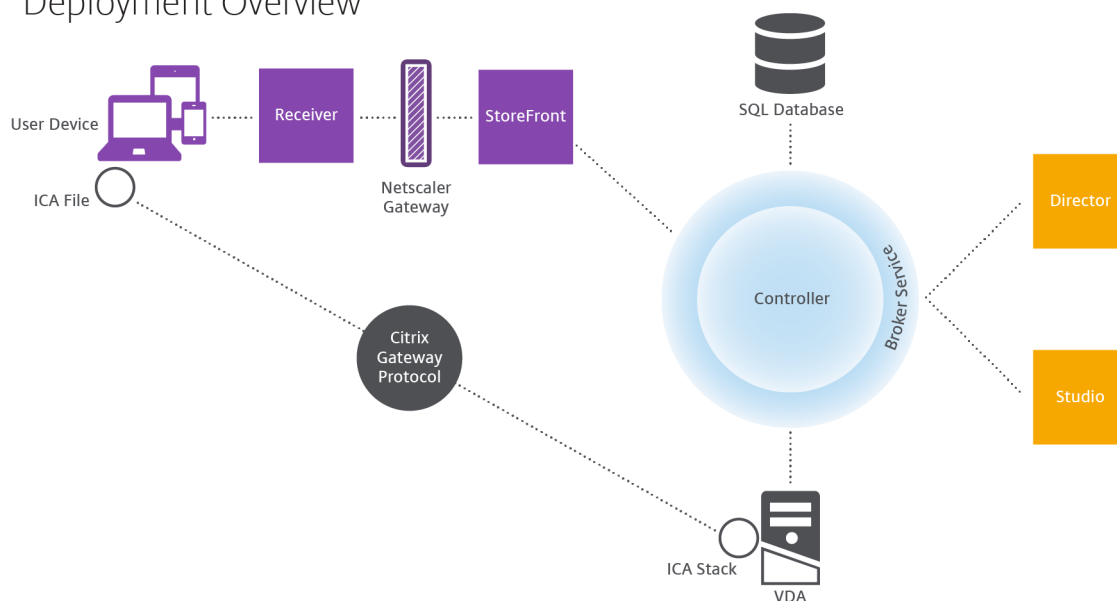 Deployment Overview
SQL Database
User Device
Receiver
StoreFront
Netscaler
Gateway
ICA File
Director
Controller
Broker Service
Citrix
Gateway
Protocol
Studio
ICA Stack
VDA